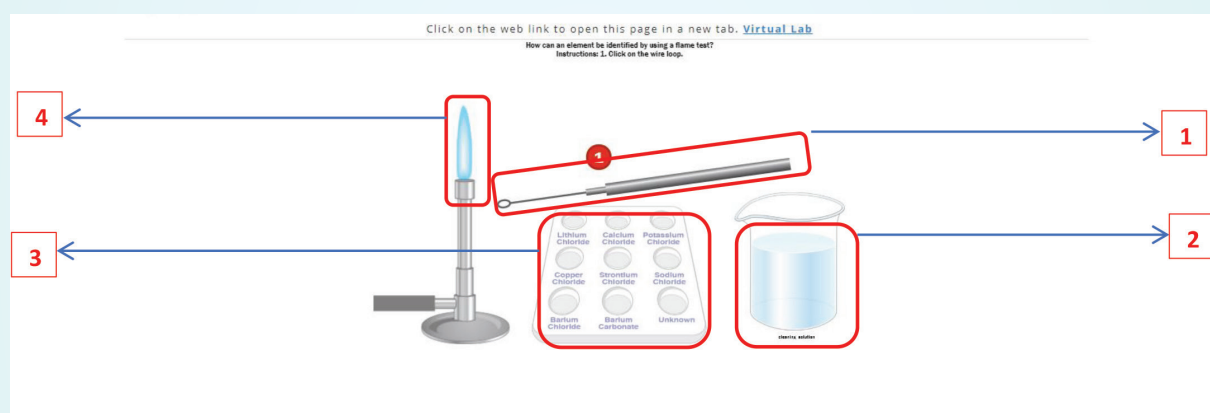 Click on the web link to open this page in a new tab. Virtual Lab
How can an element be identified by using a flame test?
Instructions: 1. Click on the wire loop.
4
1
1
3
2
Lithium Chloride
Calcium Chloride
Potassium Chloride
Copper Chloride
Strontium Chloride
Sodium Chloride
Barium Chloride
Barium Carbonate
Unknown
cleaning solution